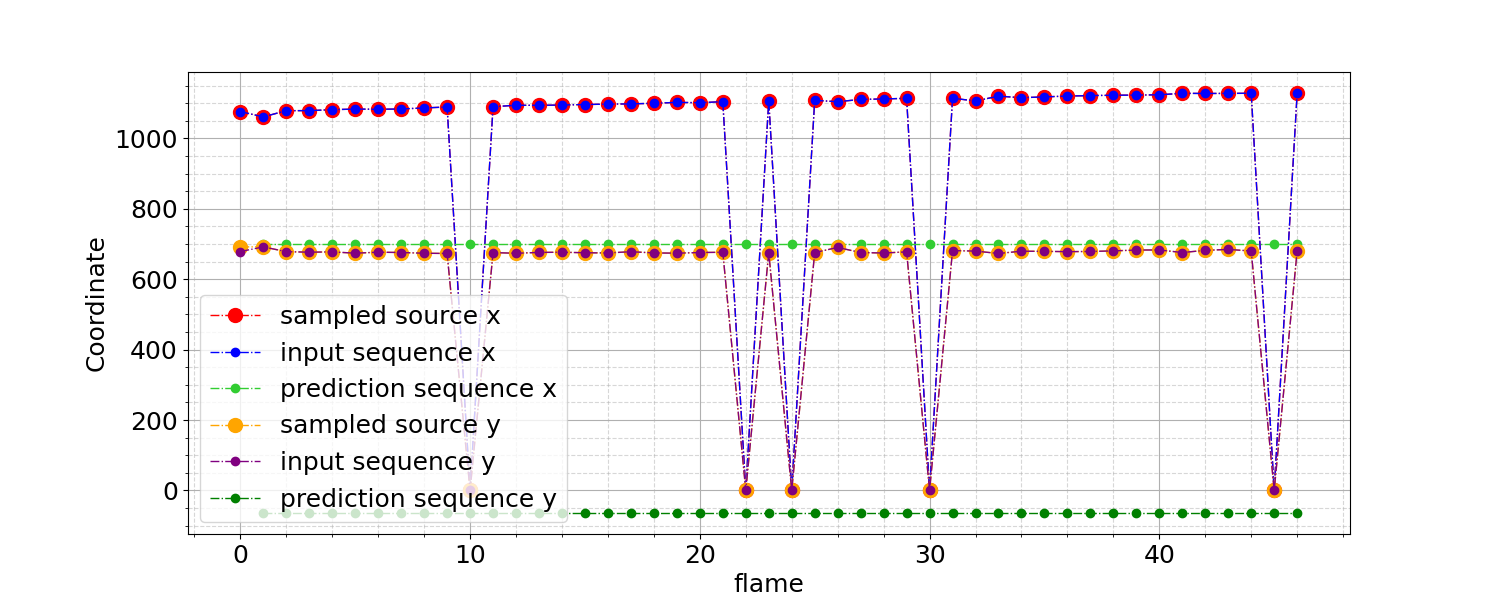 1000
800
600
400
200
0
Coordinate
sampled source x
input sequence x
prediction sequence x
sampled source y
input sequence y
prediction sequence y
0 10 20 30 40
flame